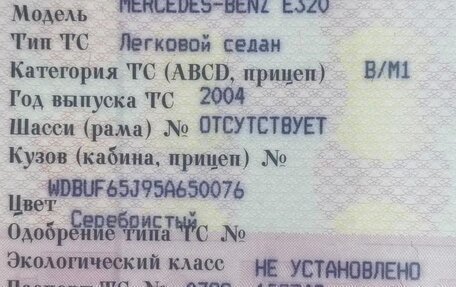 Модель MERCEDES-BENZ E320
Тип ТС Легковой седан
Категория ТС (ABCD, прицеп) B/M1
Год выпуска ТС 2004
Шасси (рама) № ОТСУТСТВУЕТ
Кузов (кабина, прицеп) №
WDBUF65J95A650076
Цвет Серебристый
Одобрение типа ТС №
Экологический класс НЕ УСТАНОВЛЕНО